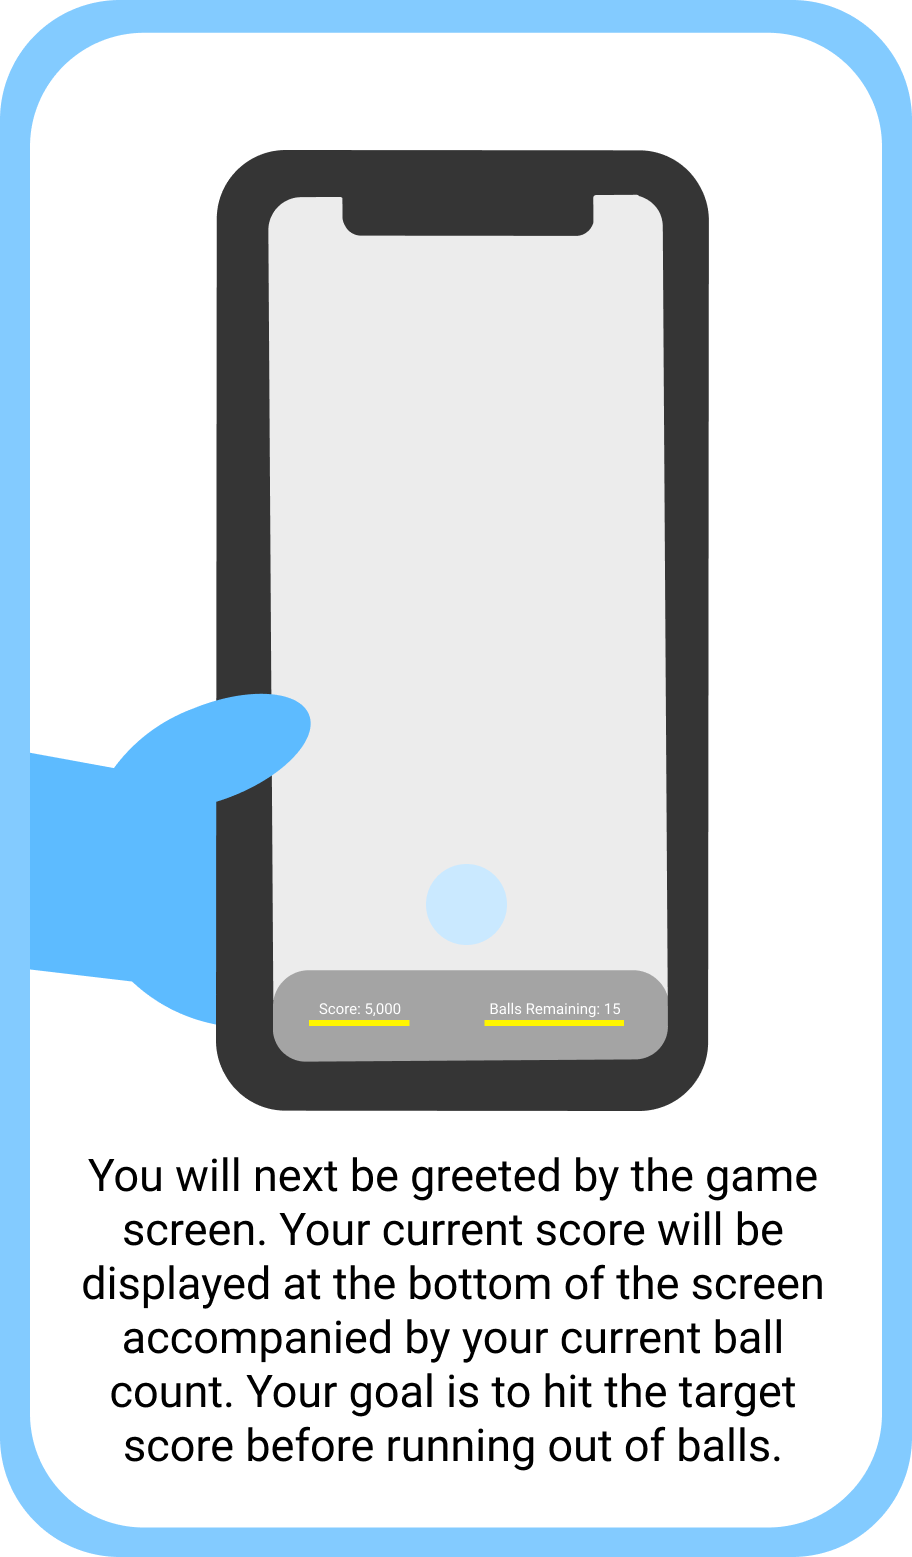 Score: 5,000 Balls Remaining: 15
You will next be greeted by the game
screen. Your current score will be
displayed at the bottom of the screen
accompanied by your current ball
count. Your goal is to hit the target
score before running out of balls.